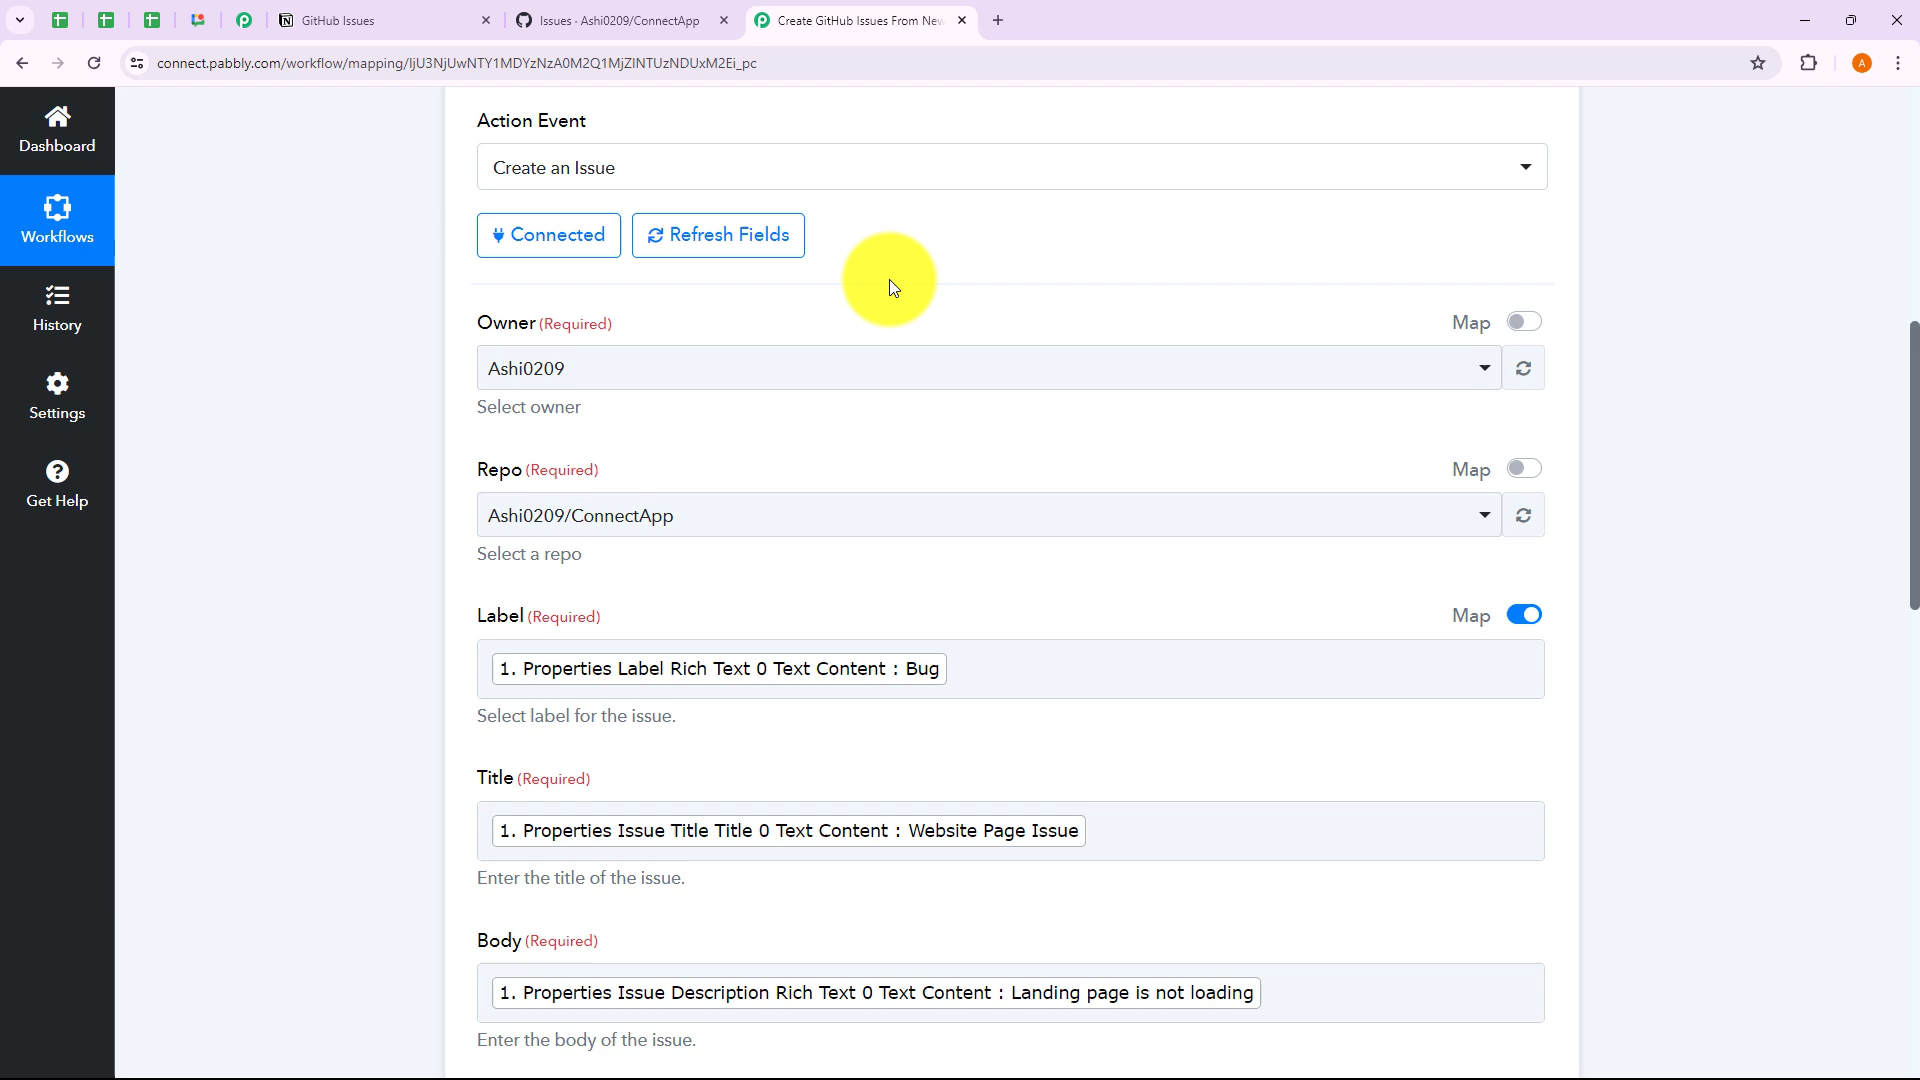 GitHub Issues
Issues · Ashi0209/ConnectApp
Create GitHub Issues From New
connect.pabbly.com/workflow/mapping/IjU3NjUwNTY1MDYzNzA0M2Q1MjZlNTUzNDUxM2Ei_pc
A
Dashboard
Workflows
History
Settings
Get Help
Action Event
Create an Issue
Connected
Refresh Fields
Owner (Required)
Map
Ashi0209
Select owner
Repo (Required)
Map
Ashi0209/ConnectApp
Select a repo
Label (Required)
Map
1. Properties Label Rich Text 0 Text Content : Bug
Select label for the issue.
Title (Required)
1. Properties Issue Title Title 0 Text Content : Website Page Issue
Enter the title of the issue.
Body (Required)
1. Properties Issue Description Rich Text 0 Text Content : Landing page is not loading
Enter the body of the issue.